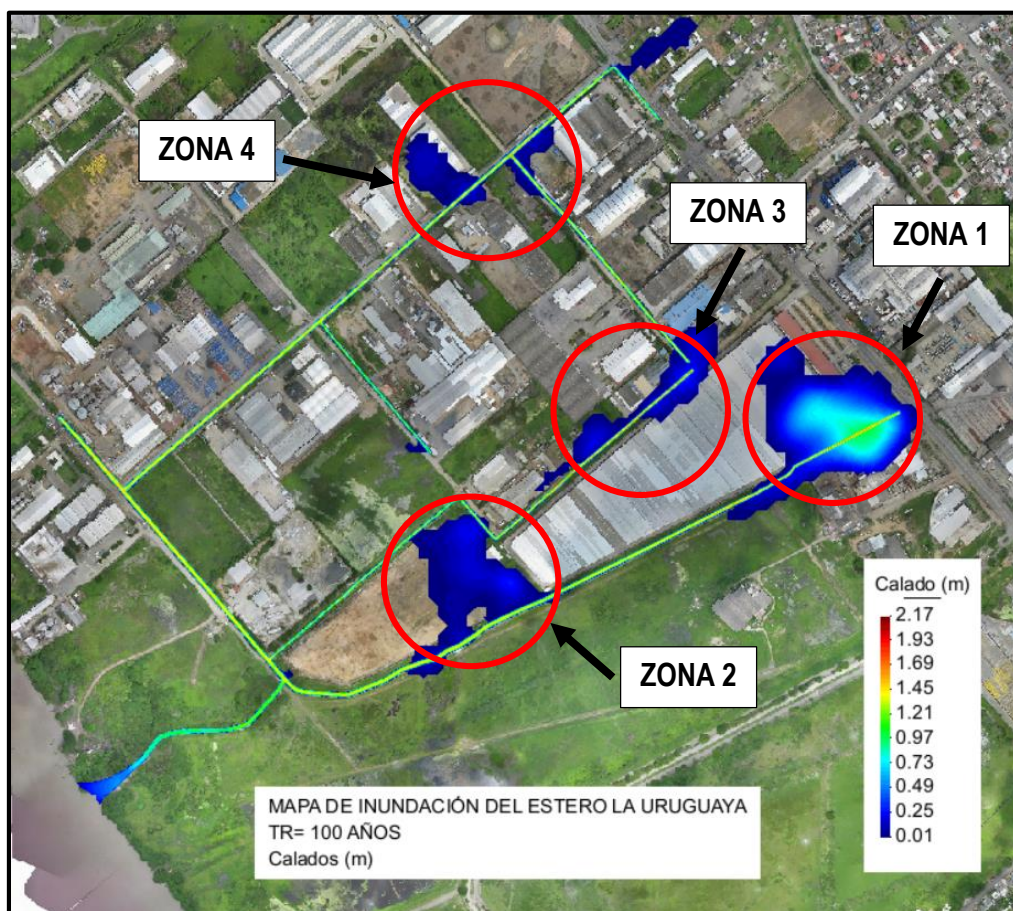 ZONA 4
ZONA 3
ZONA 1
ZONA 2
Calado (m)
2.17
1.93
1.69
1.45
1.21
0.97
0.73
0.49
0.25
0.01
MAPA DE INUNDACIÓN DEL ESTERO LA URUGUAYA
TR= 100 AÑOS
Calados (m)